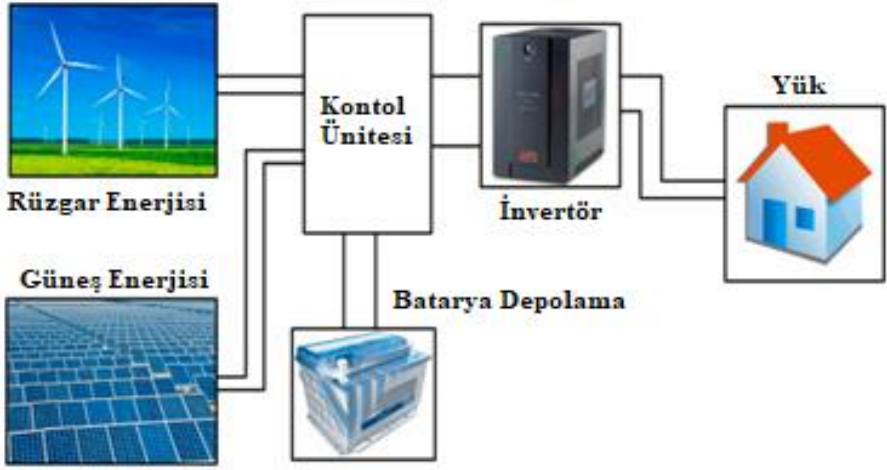 Rüzgar Enerjisi
Kontol
Ünitesi
İnvertör
Yük
Güneş Enerjisi
Batarya Depolama